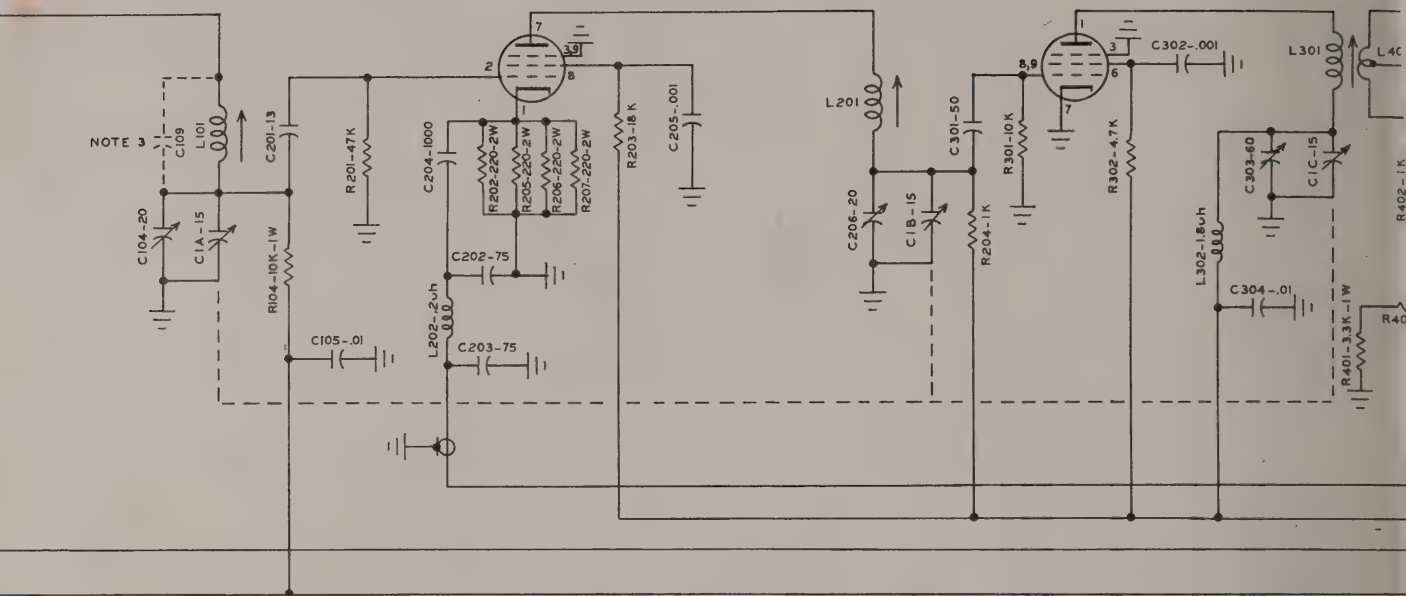 NOTE 3
C109
L101
C201-13
C104-20
C1A-15
R104-10K-1W
C105-.01
R201-47K
7
3,9
2
8
1
C204-1000
R202-220-2W
R205-220-2W
R206-220-2W
R207-220-2W
C202-75
L202-.2uh
C203-75
R203-18K
C205-.001
L201
C206-20
C1B-15
C301-50
R204-1K
R301-10K
1
8,9
3
6
7
C302-.001
R302-4.7K
L301
C303-60
C1C-15
L302-1.8uh
C304-.01
R401-3.3K-1W
R402-1K